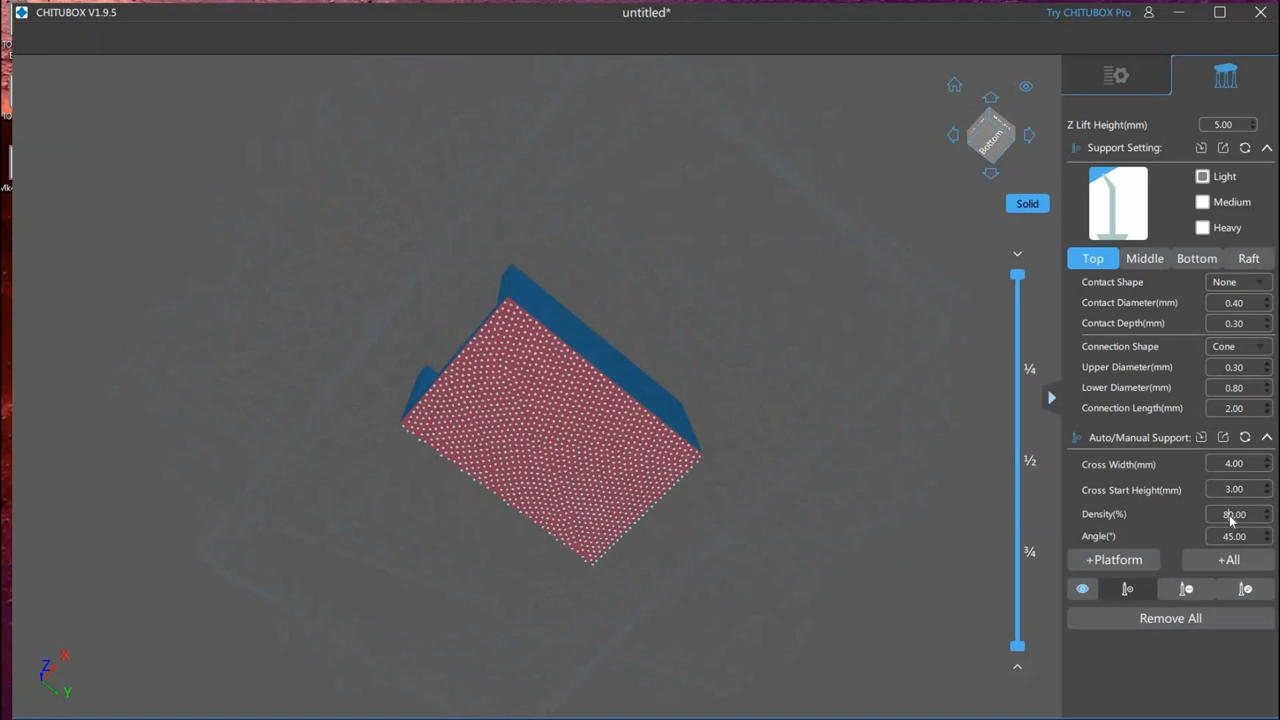 CHITUBOX V1.9.5
untitled*
Try CHITUBOX Pro
Z Lift Height(mm) 5.00
Support Setting:
Light
Medium
Heavy
Bottom
Solid
Top Middle Bottom Raft
Contact Shape None
Contact Diameter(mm) 0.40
Contact Depth(mm) 0.30
Connection Shape Cone
Upper Diameter(mm) 0.30
Lower Diameter(mm) 0.80
Connection Length(mm) 2.00
¼
½
¾
Auto/Manual Support:
Cross Width(mm) 4.00
Cross Start Height(mm) 3.00
Density(%) 80.00
Angle(°) 45.00
+Platform +All
Remove All
X
Z
Y